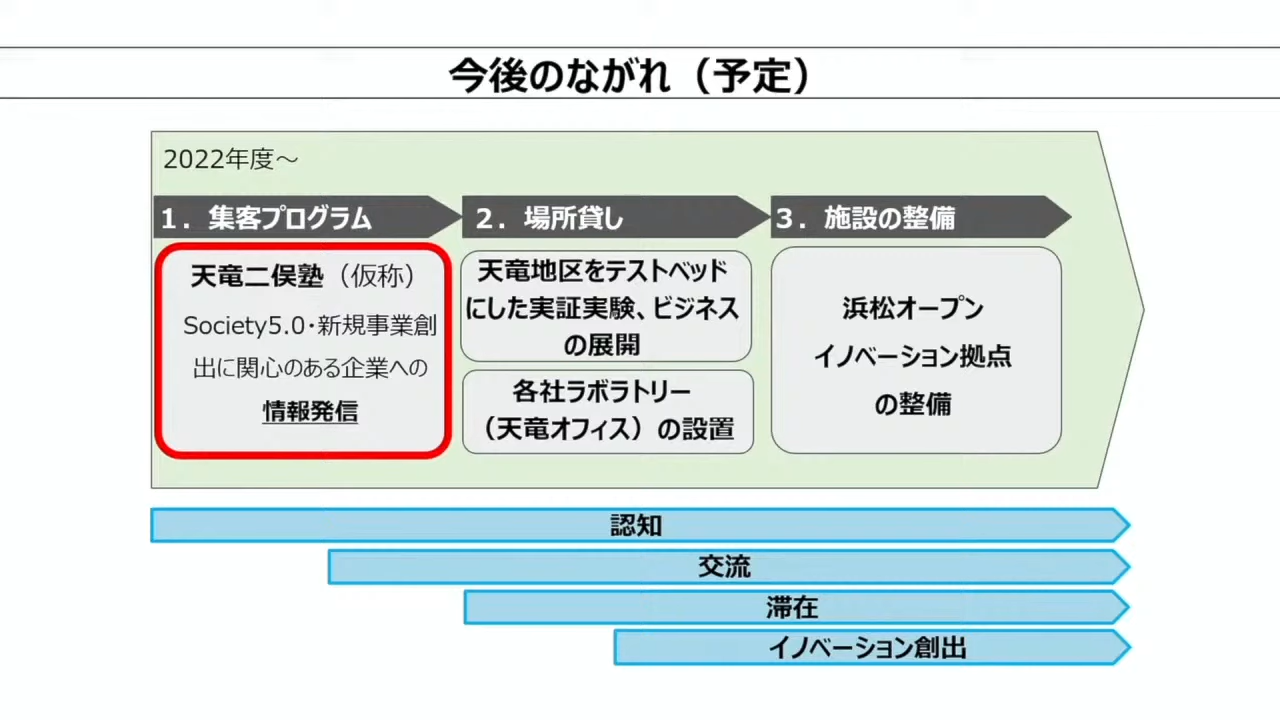 今後のながれ（予定）
2022年度～
1．集客プログラム
天竜二俣塾（仮称）
Society5.0・新規事業創
出に関心のある企業への
情報発信
2．場所貸し
天竜地区をテストベッド
にした実証実験、ビジネス
の展開
各社ラボラトリー
（天竜オフィス）の設置
3．施設の整備
浜松オープン
イノベーション拠点
の整備
認知
交流
滞在
イノベーション創出